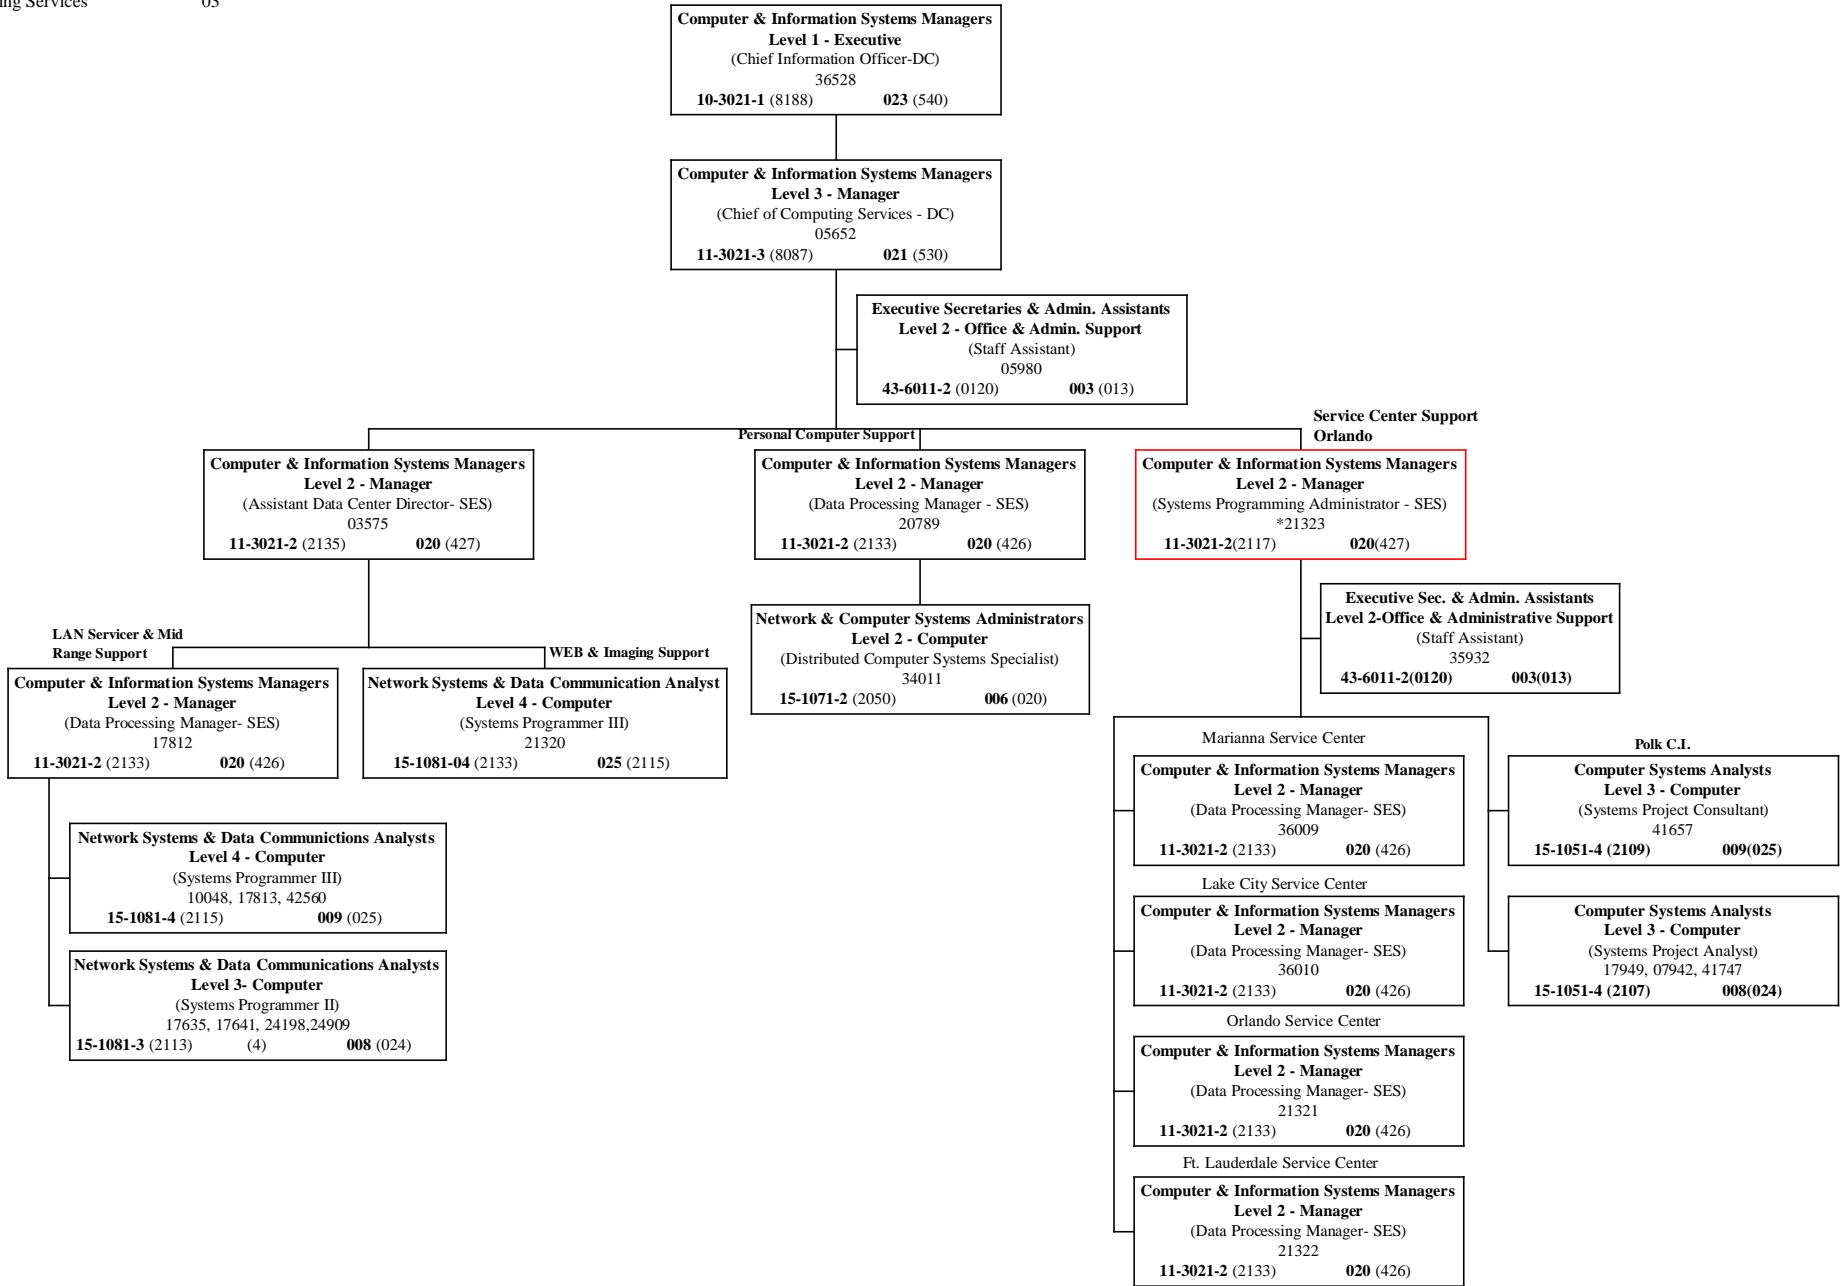 ing Services 03
Computer & Information Systems Managers
Level 1 - Executive
(Chief Information Officer-DC)
36528
10-3021-1 (8188) 023 (540)
Computer & Information Systems Managers
Level 3 - Manager
(Chief of Computing Services - DC)
05652
11-3021-3 (8087) 021 (530)
Executive Secretaries & Admin. Assistants
Level 2 - Office & Admin. Support
(Staff Assistant)
05980
43-6011-2 (0120) 003 (013)
Computer & Information Systems Managers
Level 2 - Manager
(Assistant Data Center Director- SES)
03575
11-3021-2 (2135) 020 (427)
Personal Computer Support
Computer & Information Systems Managers
Level 2 - Manager
(Data Processing Manager - SES)
20789
11-3021-2 (2133) 020 (426)
Service Center Support
Orlando
Computer & Information Systems Managers
Level 2 - Manager
(Systems Programming Administrator - SES)
*21323
11-3021-2(2117) 020(427)
Network & Computer Systems Administrators
Level 2 - Computer
(Distributed Computer Systems Specialist)
34011
15-1071-2 (2050) 006 (020)
Executive Sec. & Admin. Assistants
Level 2-Office & Administrative Support
(Staff Assistant)
35932
43-6011-2(0120) 003(013)
LAN Servicer & Mid
Range Support
Computer & Information Systems Managers
Level 2 - Manager
(Data Processing Manager- SES)
17812
11-3021-2 (2133) 020 (426)
WEB & Imaging Support
Network Systems & Data Communication Analyst
Level 4 - Computer
(Systems Programmer III)
21320
15-1081-04 (2133) 025 (2115)
Network Systems & Data Communictions Analysts
Level 4 - Computer
(Systems Programmer III)
10048, 17813, 42560
15-1081-4 (2115) 009 (025)
Network Systems & Data Communications Analysts
Level 3- Computer
(Systems Programmer II)
17635, 17641, 24198,24909
15-1081-3 (2113) (4) 008 (024)
Marianna Service Center
Computer & Information Systems Managers
Level 2 - Manager
(Data Processing Manager- SES)
36009
11-3021-2 (2133) 020 (426)
Lake City Service Center
Computer & Information Systems Managers
Level 2 - Manager
(Data Processing Manager- SES)
36010
11-3021-2 (2133) 020 (426)
Orlando Service Center
Computer & Information Systems Managers
Level 2 - Manager
(Data Processing Manager- SES)
21321
11-3021-2 (2133) 020 (426)
Ft. Lauderdale Service Center
Computer & Information Systems Managers
Level 2 - Manager
(Data Processing Manager- SES)
21322
11-3021-2 (2133) 020 (426)
Polk C.I.
Computer Systems Analysts
Level 3 - Computer
(Systems Project Consultant)
41657
15-1051-4 (2109) 009(025)
Computer Systems Analysts
Level 3 - Computer
(Systems Project Analyst)
17949, 07942, 41747
15-1051-4 (2107) 008(024)